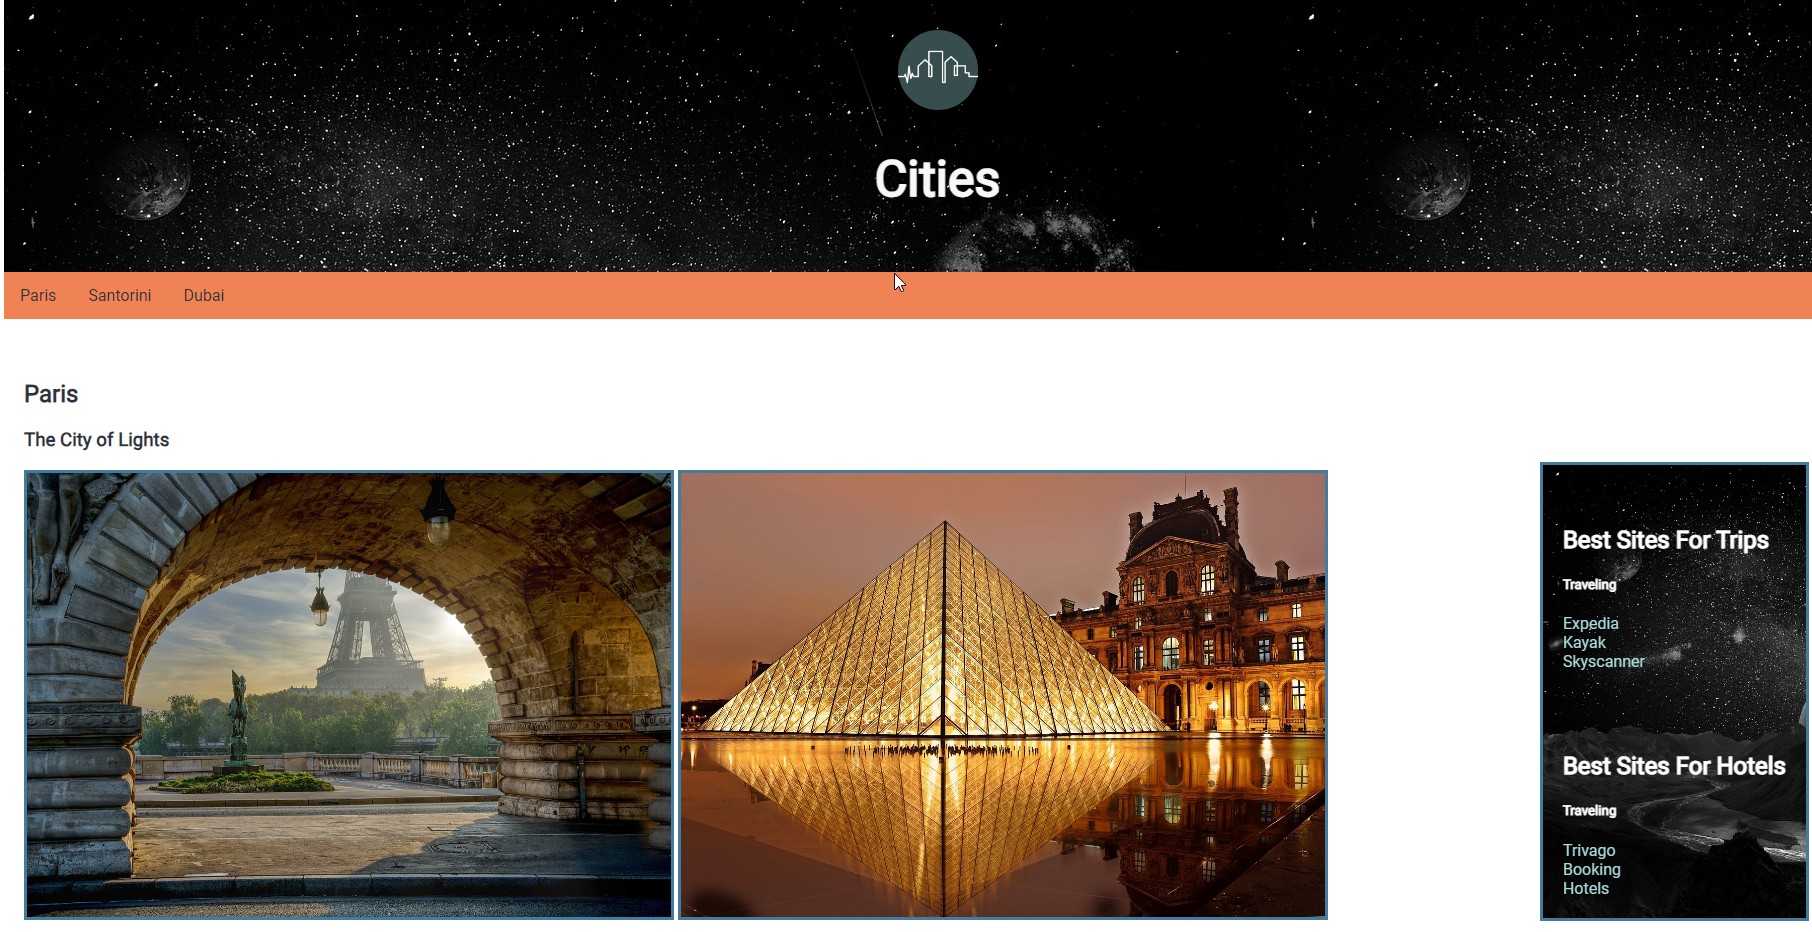 Cities
Paris Santorini Dubai
Paris
The City of Lights
Best Sites For Trips
Traveling
Expedia
Kayak
Skyscanner
Best Sites For Hotels
Traveling
Trivago
Booking
Hotels